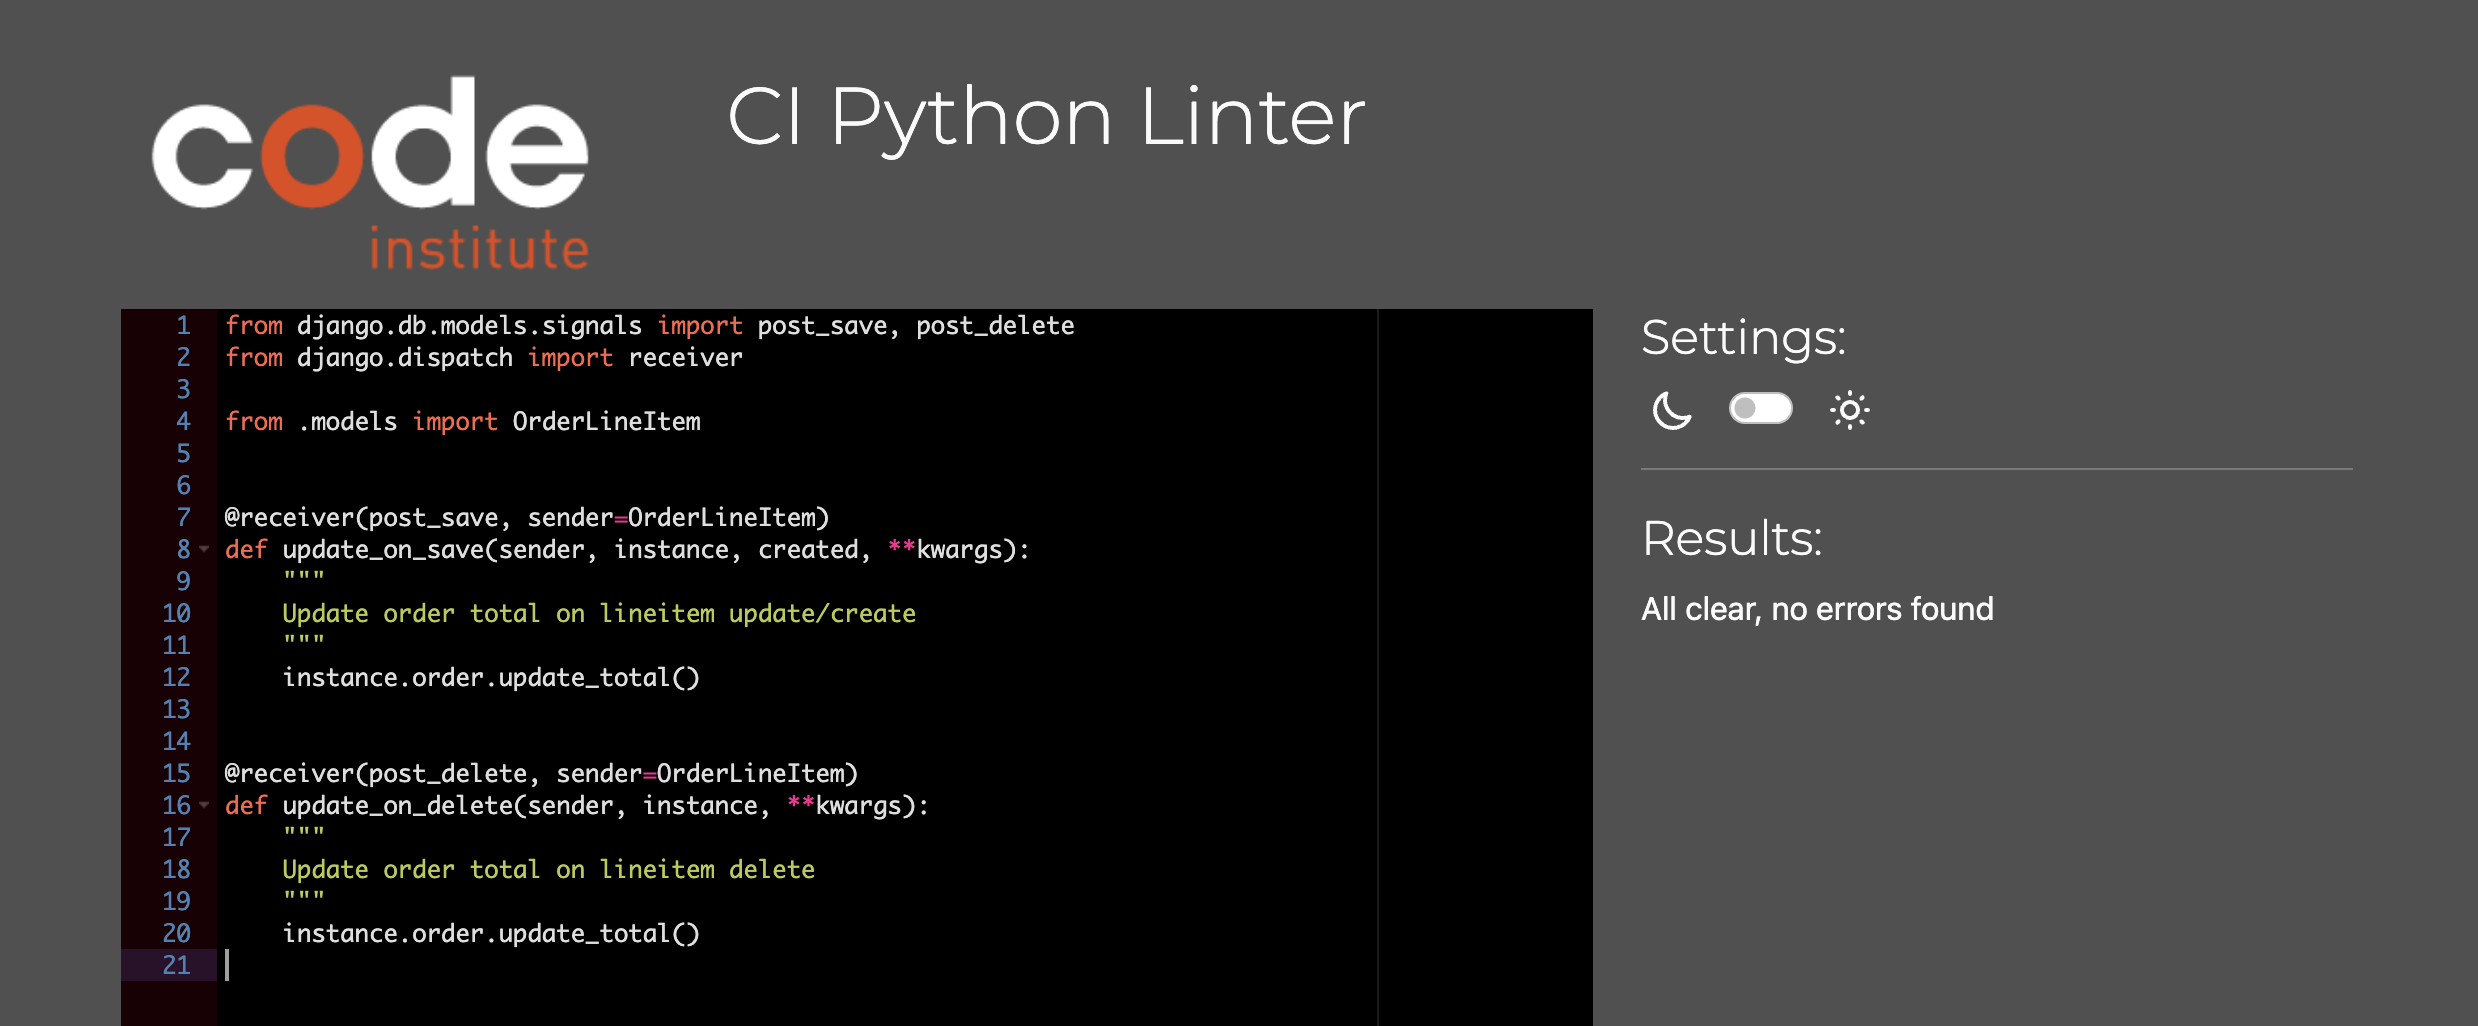 code
institute
CI Python Linter
1 from django.db.models.signals import post_save, post_delete
2 from django.dispatch import receiver
3
4 from .models import OrderLineItem
5
6
7 @receiver(post_save, sender=OrderLineItem)
8 def update_on_save(sender, instance, created, **kwargs):
9     """
10     Update order total on lineitem update/create
11     """
12     instance.order.update_total()
13
14
15 @receiver(post_delete, sender=OrderLineItem)
16 def update_on_delete(sender, instance, **kwargs):
17     """
18     Update order total on lineitem delete
19     """
20     instance.order.update_total()
21
Settings:
Results:
All clear, no errors found